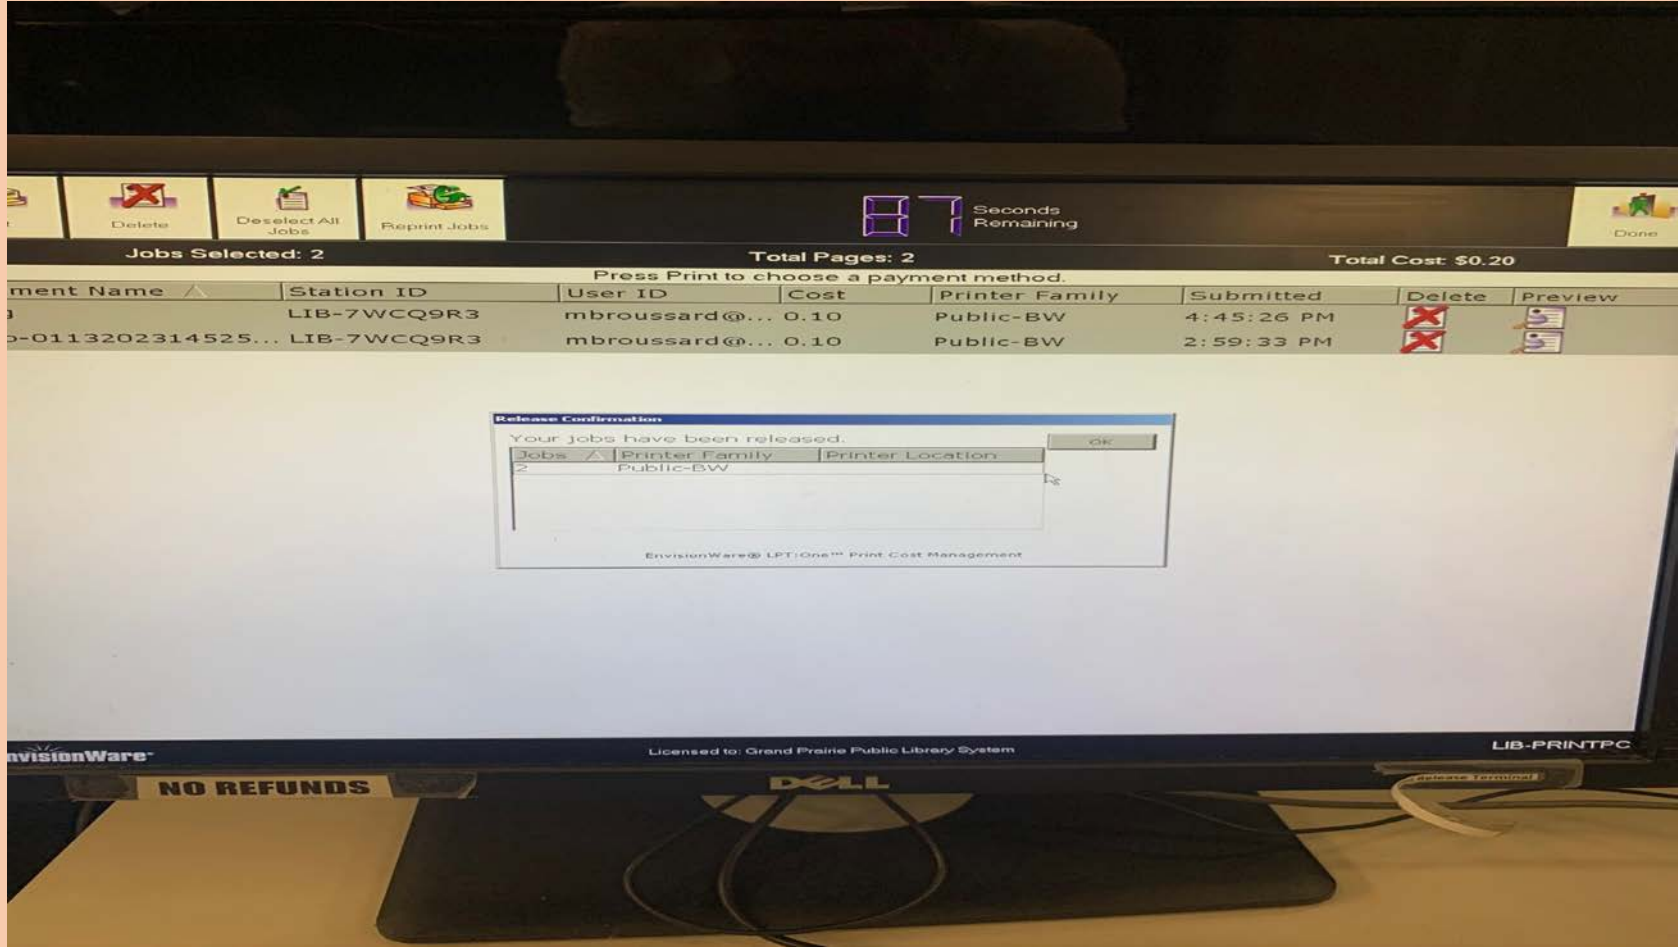 Delete
Deselect All
Jobs
Reprint Jobs
87 Seconds
Remaining
Done
Jobs Selected: 2 Total Pages: 2 Total Cost: $0.20
Press Print to choose a payment method.
ment Name Station ID User ID Cost Printer Family Submitted Delete Preview
LIB-7WCQ9R3 mbroussard@... 0.10 Public-BW 4:45:26 PM
-0113202314525... LIB-7WCQ9R3 mbroussard@... 0.10 Public-BW 2:59:33 PM
Release Confirmation
Your jobs have been released.
OK
Jobs Printer Family Printer Location
2 Public-BW
EnvisionWare® LPT:One™ Print Cost Management
nvisionWare
Licensed to: Grand Prairie Public Library System
LIB-PRINTPC
NO REFUNDS
DELL
Release Terminal